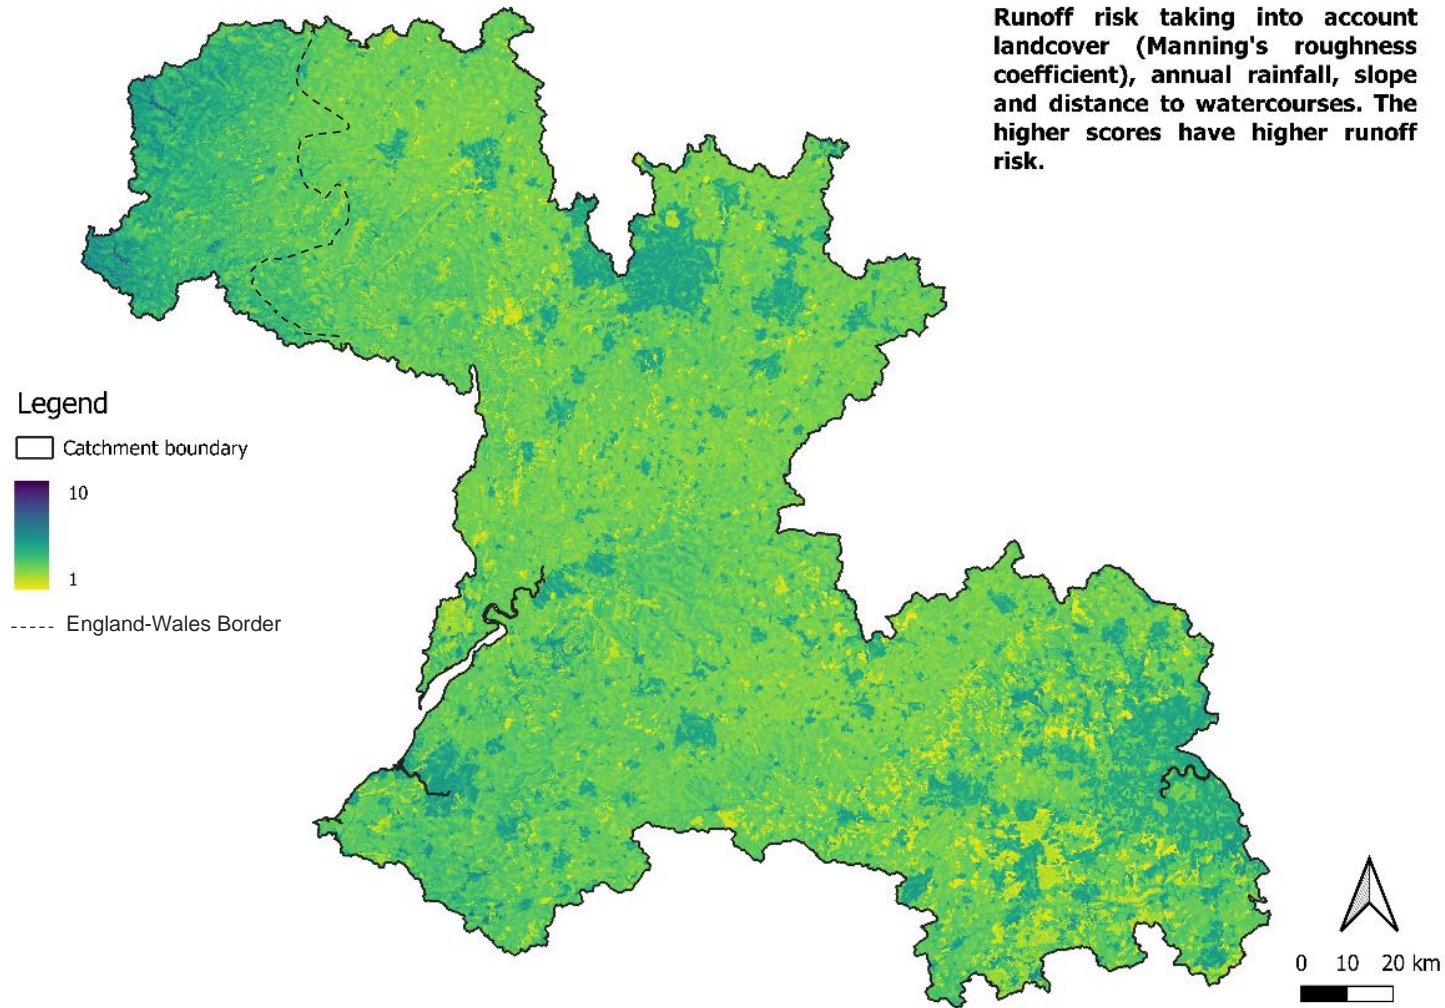 Runoff risk taking into account
landcover (Manning's roughness
coefficient), annual rainfall, slope
and distance to watercourses. The
higher scores have higher runoff
risk.
Legend
Catchment boundary
10
1
England-Wales Border
0 10 20 km